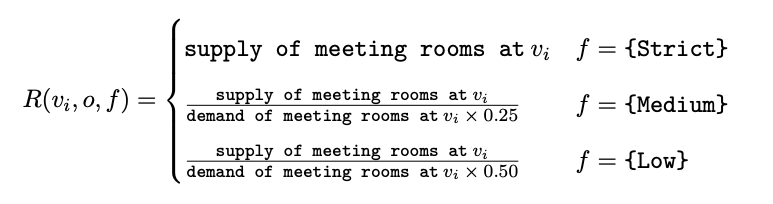 R(v_i, o, f) = { supply of meeting rooms at v_i f = {Strict}
supply of meeting rooms at v_i / demand of meeting rooms at v_i × 0.25 f = {Medium}
supply of meeting rooms at v_i / demand of meeting rooms at v_i × 0.50 f = {Low}